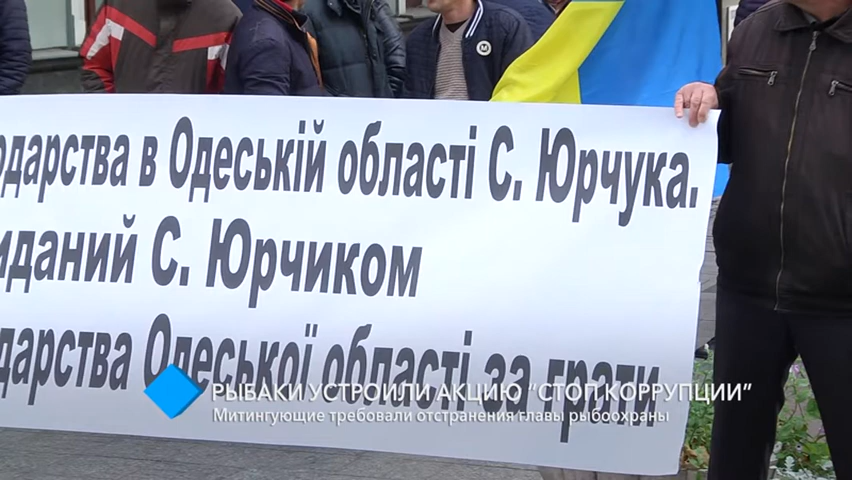 одарства в Одеській області С. Юрчука.
иданий С. Юрчиком
дарства Одеської області за грати
РЫБАКИ УСТРОИЛИ АКЦИЮ “СТОП КОРРУПЦИИ”
Митингующие требовали отстранения главы рыбоохраны
М